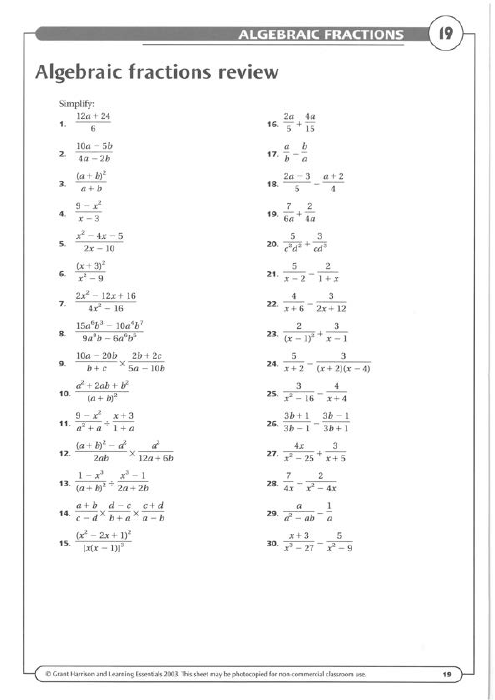 ALGEBRAIC FRACTIONS 19
Algebraic fractions review
Simplify:
1. (12a + 24)/6
2. (10a − 5b)/(4a − 2b)
3. (a + b)²/(a + b)
4. (9 − x²)/(x − 3)
5. (x² − 4x − 5)/(2x − 10)
6. (x + 3)²/(x² − 9)
7. (2x² − 12x + 16)/(4x² − 16)
8.
9. (10a − 20b)/(b + c) × (2b + 2c)/(5a − 10b)
10. (a² + 2ab + b²)/(a + b)²
11. (9 − x²)/(a² + a) ÷ (x + 3)/(1 + a)
12. ((a + b)² − a²)/2ab × a²/(12a + 6b)
13. (1 − x³)/(a + b)² ÷ (x³ − 1)/(2a + 2b)
14. (a + b)/(c − d) × (d − c)/(b + a) × (c + d)/(a − b)
15. (x² − 2x + 1)²/[x(x − 1)]
16. 2a/5 + 4a/15
17. a/b − b/a
18. (2a − 3)/5 − (a + 2)/4
19. 7/6a + 2/4a
20.
21. 5/(x − 2) − 2/(1 + x)
22. 4/(x + 6) − 3/(2x + 12)
23. 2/(x − 1)² + 3/(x − 1)
24. 5/(x + 2) − 3/((x + 2)(x − 4))
25. 3/(x² − 16) − 4/(x + 4)
26. (3b + 1)/(3b − 1) − (3b − 1)/(3b + 1)
27. 4x/(x² − 25) + 3/(x + 5)
28. 7/4x − 2/(x² − 4x)
29. a/(a² − ab) − 1/a
30. (x + 3)/(x³ − 27) − 5/(x² − 9)
© Grant Harrison and Learning Essentials 2003. This sheet may be photocopied for non-commercial classroom use. 19